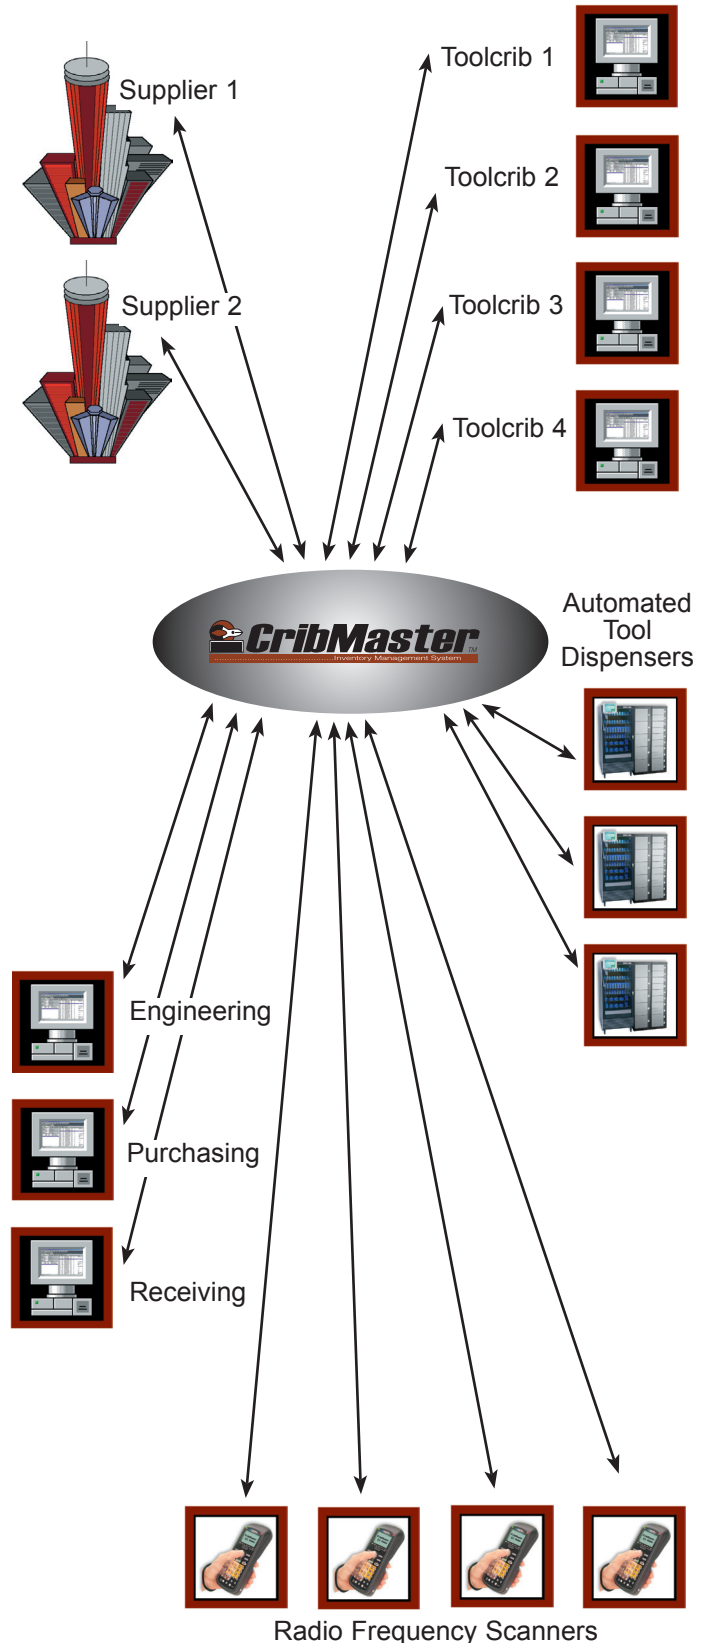 Supplier 1
Toolcrib 1
Toolcrib 2
Supplier 2
Toolcrib 3
Toolcrib 4
CribMaster TM
Inventory Management System
Automated
Tool
Dispensers
Engineering
Purchasing
Receiving
Radio Frequency Scanners